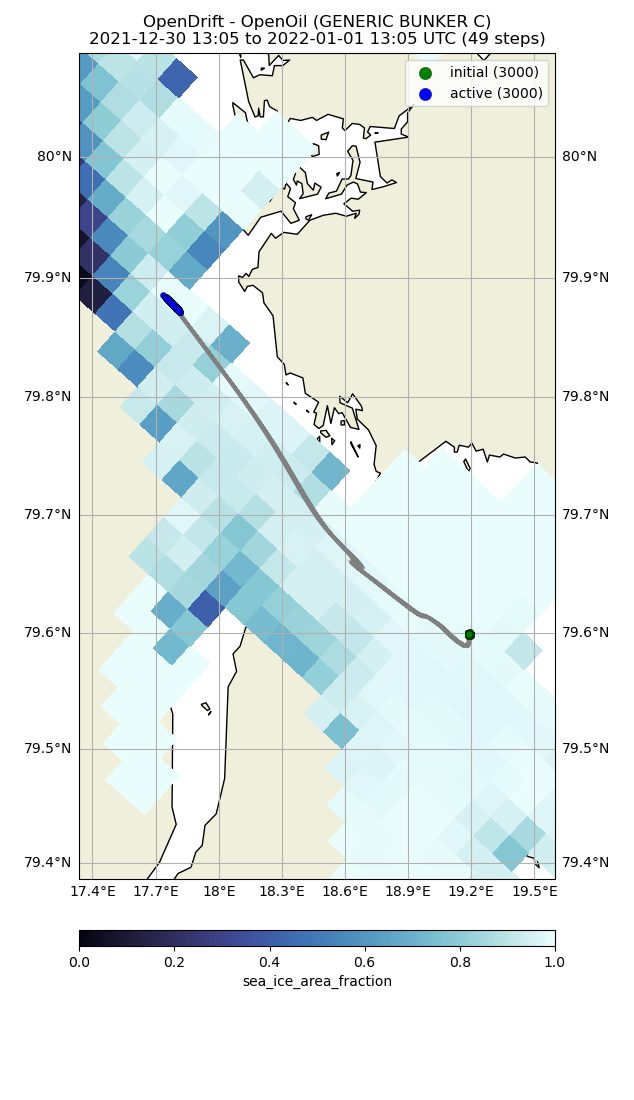 OpenDrift - OpenOil (GENERIC BUNKER C)
2021-12-30 13:05 to 2022-01-01 13:05 UTC (49 steps)
initial (3000)
active (3000)
80°N 80°N
79.9°N 79.9°N
79.8°N 79.8°N
79.7°N 79.7°N
79.6°N 79.6°N
79.5°N 79.5°N
79.4°N 79.4°N
17.4°E 17.7°E 18°E 18.3°E 18.6°E 18.9°E 19.2°E 19.5°E
0.0 0.2 0.4 0.6 0.8 1.0
sea_ice_area_fraction